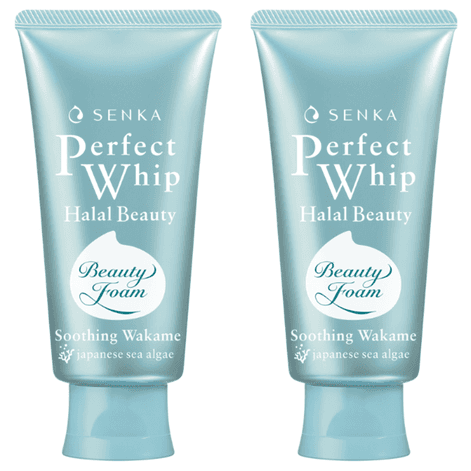 SENKA
Perfect
Whip
Halal Beauty
Beauty
Foam
Soothing Wakame
japanese sea algae
SENKA
Perfect
Whip
Halal Beauty
Beauty
Foam
Soothing Wakame
japanese sea algae